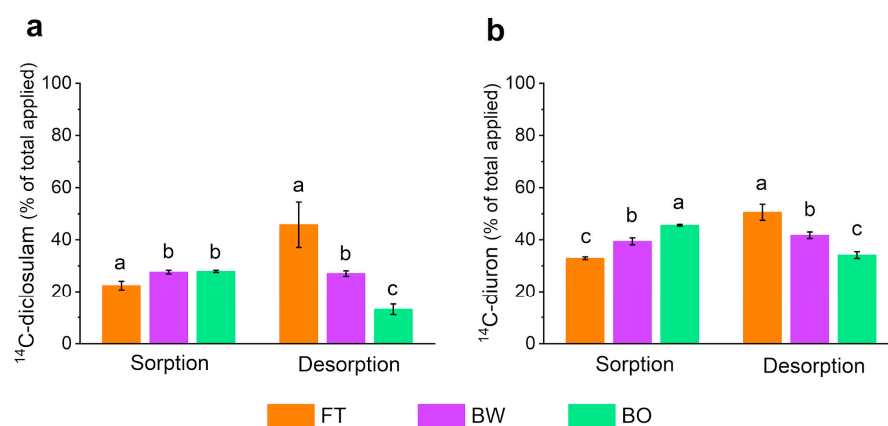 a
¹⁴C-diclosulam (% of total applied)
100
80
60
40
20
0
a
b
b
a
b
c
Sorption
Desorption
b
¹⁴C-diuron (% of total applied)
100
80
60
40
20
0
c
b
a
a
b
c
Sorption
Desorption
FT
BW
BO